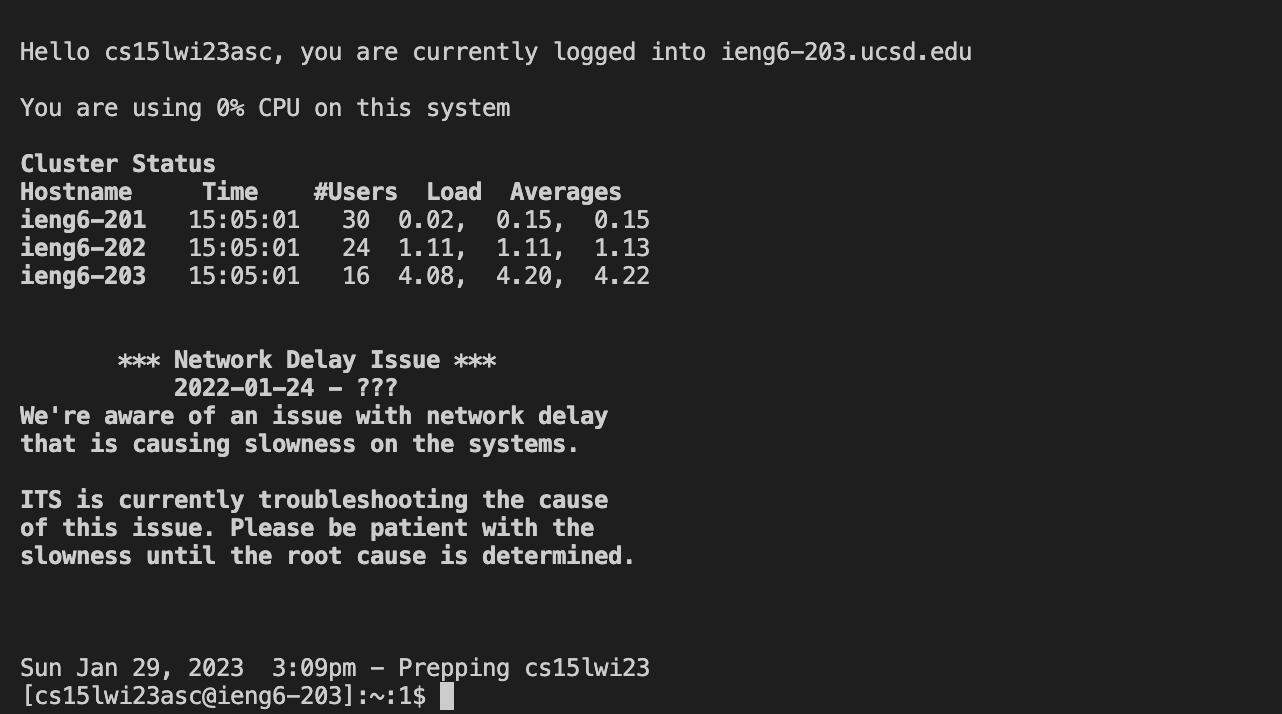 Hello cs15lwi23asc, you are currently logged into ieng6-203.ucsd.edu
You are using 0% CPU on this system
Cluster Status
Hostname     Time    #Users  Load  Averages
ieng6-201   15:05:01   30  0.02,  0.15,  0.15
ieng6-202   15:05:01   24  1.11,  1.11,  1.13
ieng6-203   15:05:01   16  4.08,  4.20,  4.22
*** Network Delay Issue ***
2022-01-24 - ???
We're aware of an issue with network delay
that is causing slowness on the systems.
ITS is currently troubleshooting the cause
of this issue. Please be patient with the
slowness until the root cause is determined.
Sun Jan 29, 2023  3:09pm - Prepping cs15lwi23
[cs15lwi23asc@ieng6-203]:~:1$